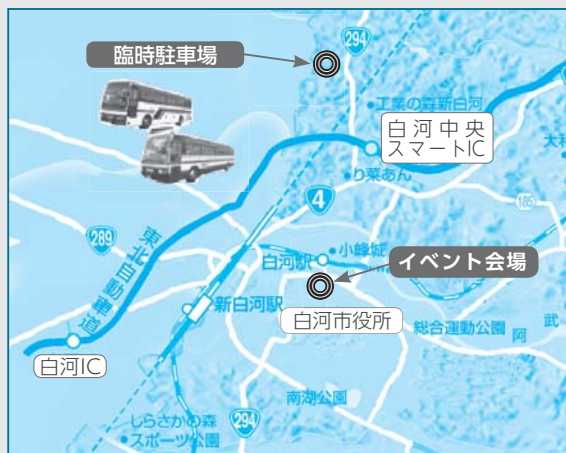 臨時駐車場
294
工業の森新白河
白河中央
スマートIC
り菜あん
大和
4
185
289
東北自動車道
小峰城
白河駅
イベント会場
新白河駅
白河市役所
総合運動公園
阿
武
白河IC
南湖公園
しらさかの森
スポーツ公園
294